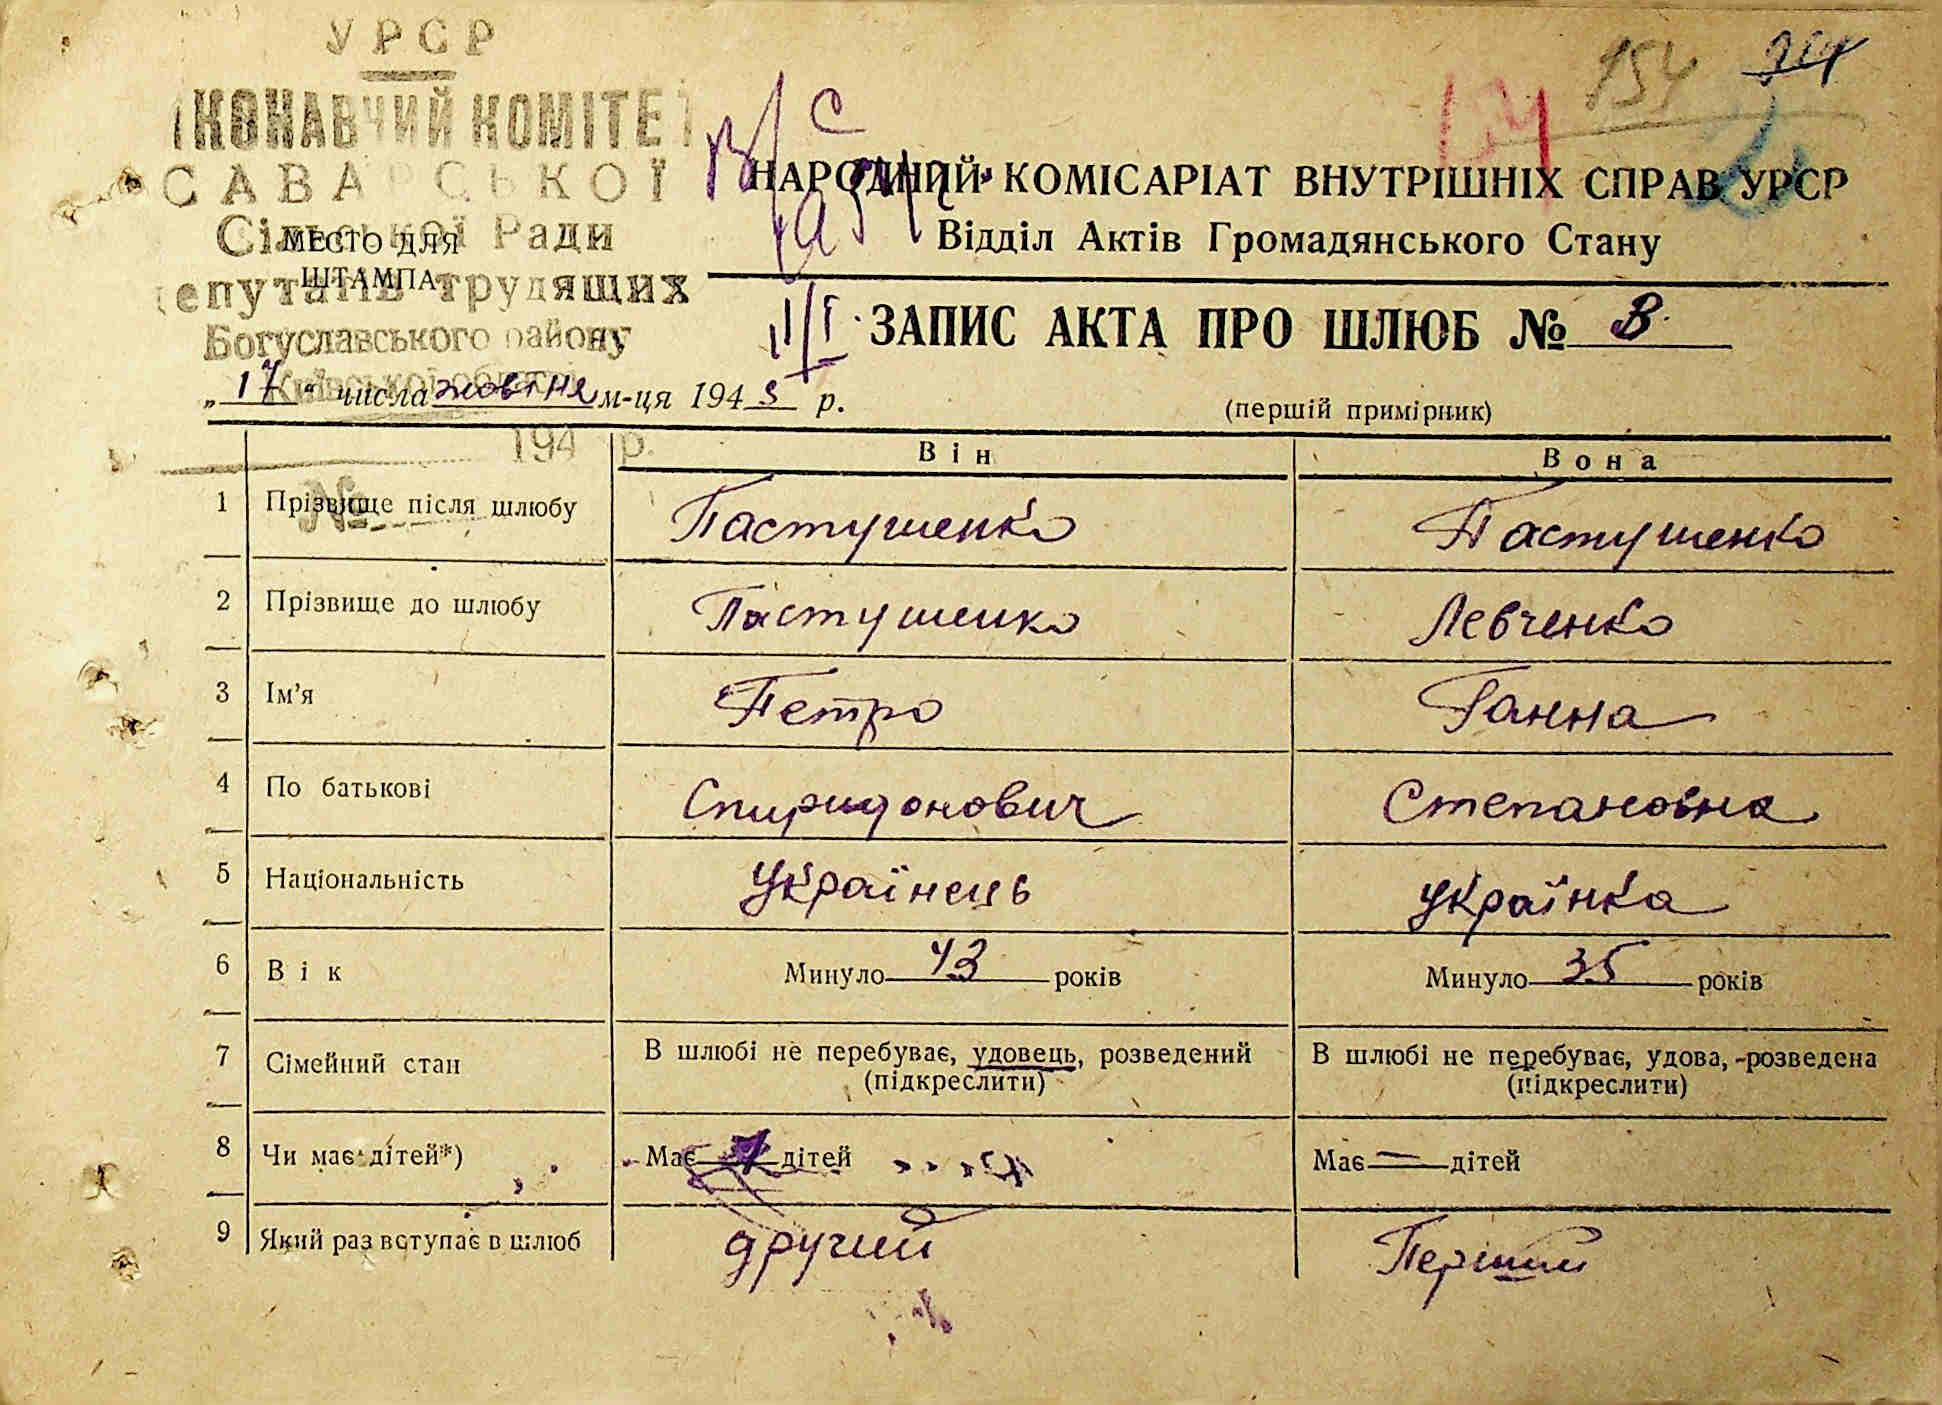 УРСР
КОНАВЧИЙ КОМІТЕТ
САВАРСЬКОЇ
Сільської Ради
епутатів трудящих
Богуславського району
Київської області
194 р.
№
МЕСТО ДЛЯ
ШТАМПА
154
НАРОДНИЙ КОМІСАРІАТ ВНУТРІШНІХ СПРАВ УРСР
Відділ Актів Громадянського Стану
ЗАПИС АКТА ПРО ШЛЮБ № 8
„17“ числа жовтня м-ця 1943 р.
(перший примірник)
Він Вона
1 Прізвище після шлюбу Пастушенко Пастушенко
2 Прізвище до шлюбу Пастушенко Левченко
3 Ім’я Петро Ганна
4 По батькові Спиридонович Степановна
5 Національність Українець Українка
6 Вік Минуло 43 років Минуло 35 років
7 Сімейний стан В шлюбі не перебуває, удовець, розведений В шлюбі не перебуває, удова, розведена
(підкреслити) (підкреслити)
8 Чи має дітей*) Має дітей Має — дітей
9 Який раз вступає в шлюб другий Перший